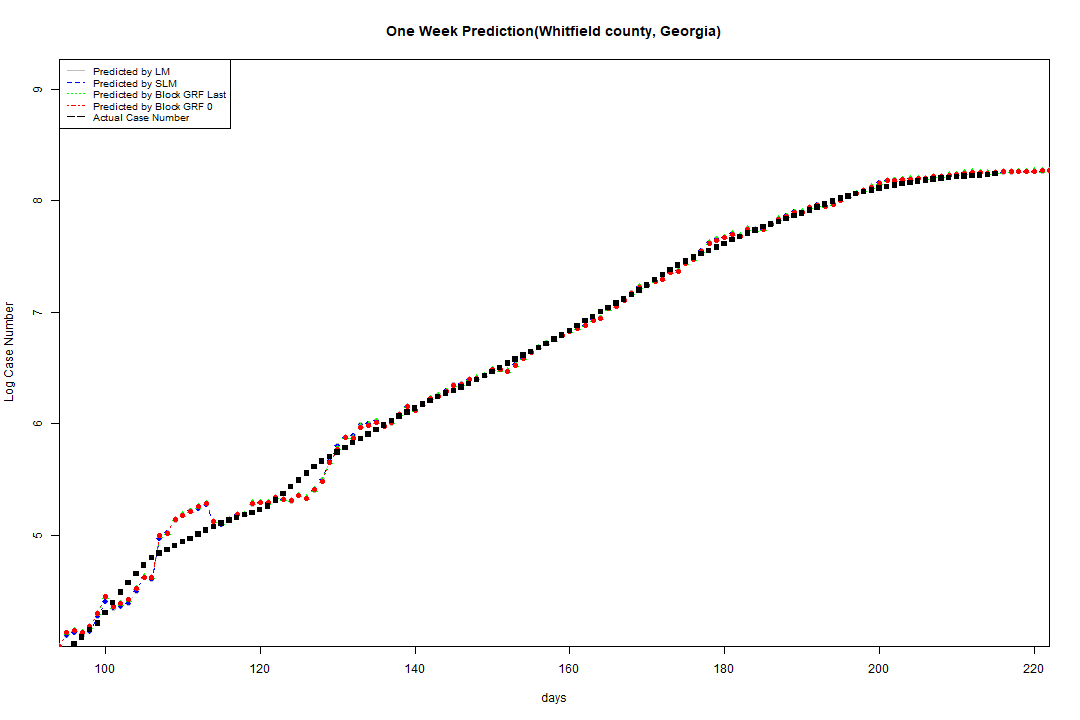 One Week Prediction(Whitfield county, Georgia)
Predicted by LM
Predicted by SLM
Predicted by Block GRF Last
Predicted by Block GRF 0
Actual Case Number
9
8
7
6
5
Log Case Number
100 120 140 160 180 200 220
days